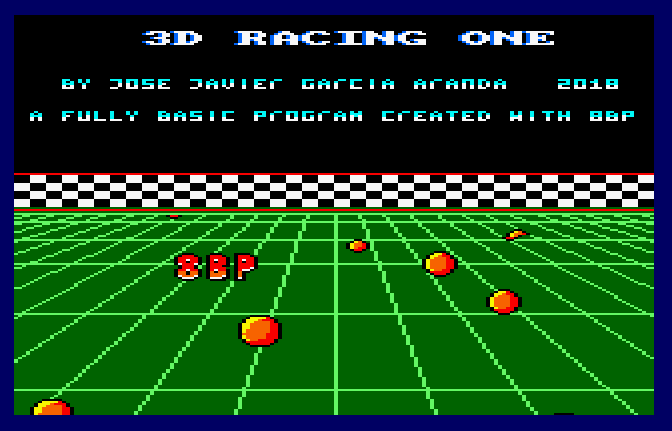 3D RACING ONE
BY JOSE JAVIER GARCIA ARANDA 2018
A FULLY BASIC PROGRAM CREATED WITH 8BP
8BP